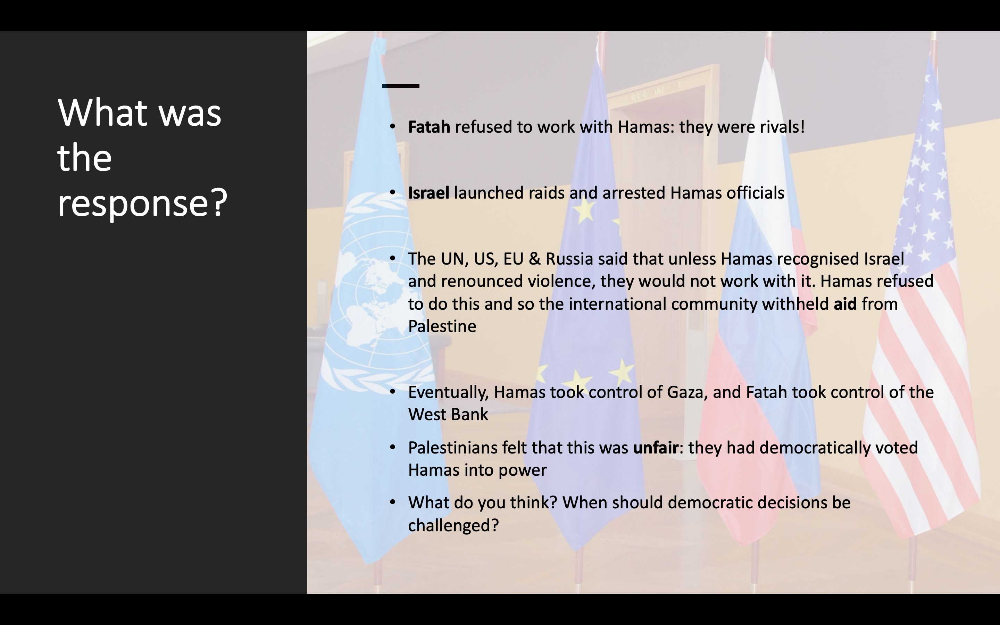 What was
the
response?
• Fatah refused to work with Hamas: they were rivals!
• Israel launched raids and arrested Hamas officials
• The UN, US, EU & Russia said that unless Hamas recognised Israel
and renounced violence, they would not work with it. Hamas refused
to do this and so the international community withheld aid from
Palestine
• Eventually, Hamas took control of Gaza, and Fatah took control of the
West Bank
• Palestinians felt that this was unfair: they had democratically voted
Hamas into power
• What do you think? When should democratic decisions be
challenged?